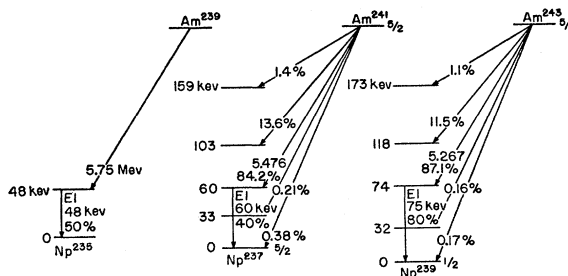 Am²³⁹
5.75 Mev
48 kev
E1
48 kev
50%
0
Np²³⁵
Am²⁴¹
5/2
159 kev
1.4%
13.6%
103
5.476
84.2%
0.21%
60
E1
60 kev
40%
33
0.38%
0
5/2
Np²³⁷
Am²⁴³
5/
173 kev
1.1%
11.5%
118
5.267
87.1%
0.16%
74
E1
75 kev
80%
32
0.17%
0
1/2
Np²³⁹